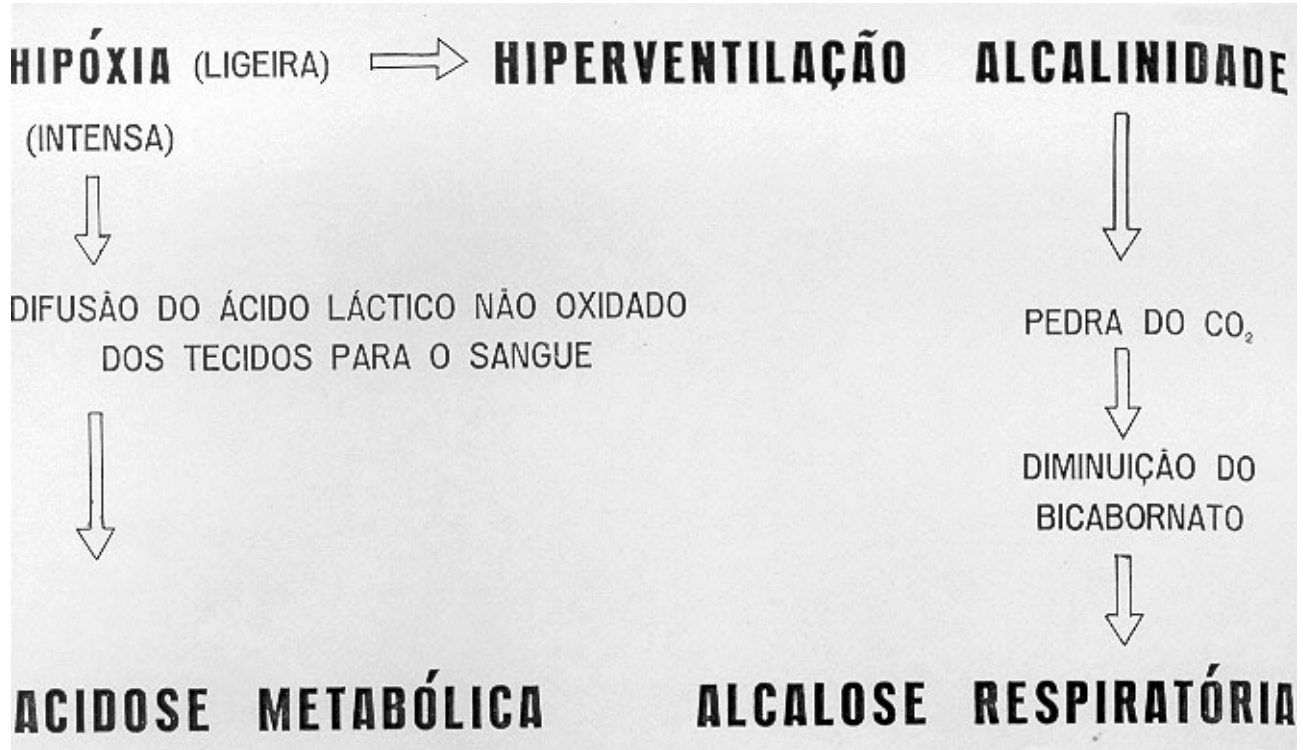 HIPÓXIA (LIGEIRA) HIPERVENTILAÇÃO ALCALINIDADE
(INTENSA)
DIFUSÃO DO ÁCIDO LÁCTICO NÃO OXIDADO
DOS TECIDOS PARA O SANGUE
PEDRA DO CO₂
DIMINUIÇÃO DO
BICABORNATO
ACIDOSE METABÓLICA ALCALOSE RESPIRATÓRIA